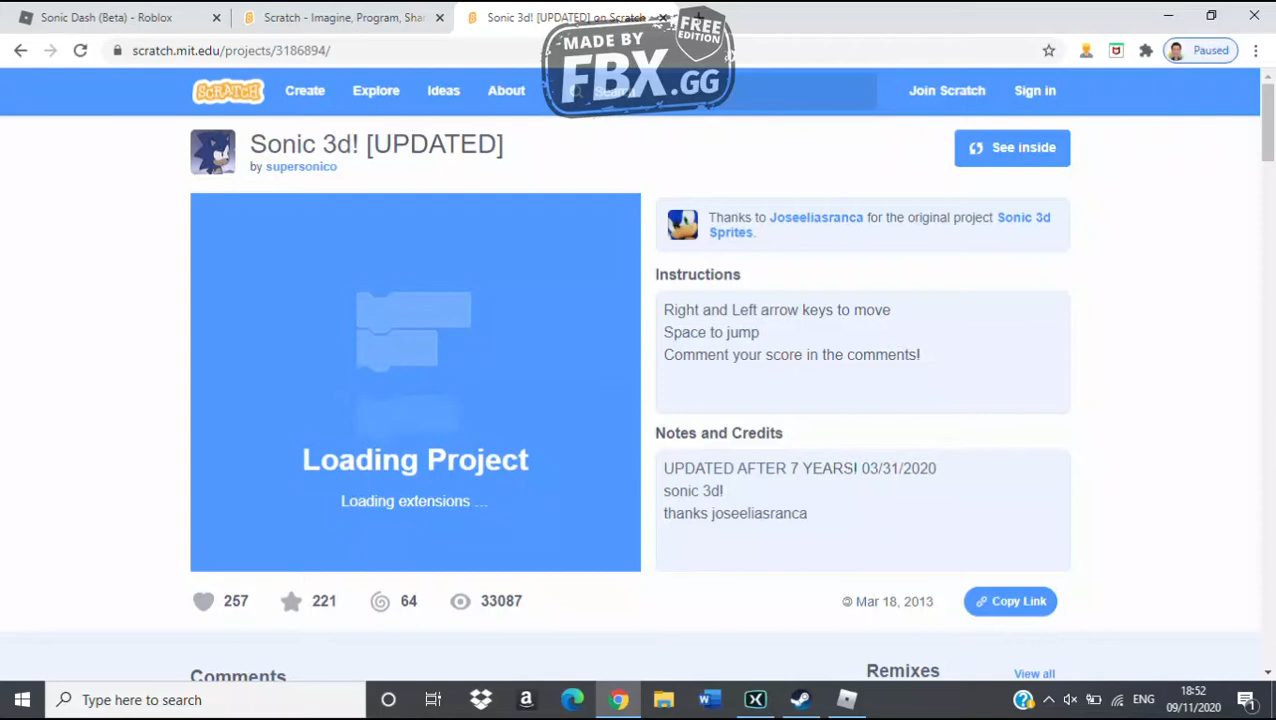 Sonic Dash (Beta) - Roblox
Scratch - Imagine, Program, Shar
Sonic 3d! [UPDATED] on Scratch
MADE BY
FREE
EDITION
FBX.GG
scratch.mit.edu/projects/3186894/
Paused
SCRATCH
Create
Explore
Ideas
About
Search
Join Scratch
Sign in
Sonic 3d! [UPDATED]
by supersonico
See inside
Thanks to Joseeliasranca for the original project Sonic 3d
Sprites.
Instructions
Right and Left arrow keys to move
Space to jump
Comment your score in the comments!
Loading Project
Loading extensions ...
Notes and Credits
UPDATED AFTER 7 YEARS! 03/31/2020
sonic 3d!
thanks joseeliasranca
257
221
64
33087
Mar 18, 2013
Copy Link
Comments
Remixes
View all
Type here to search
ENG
18:52
09/11/2020